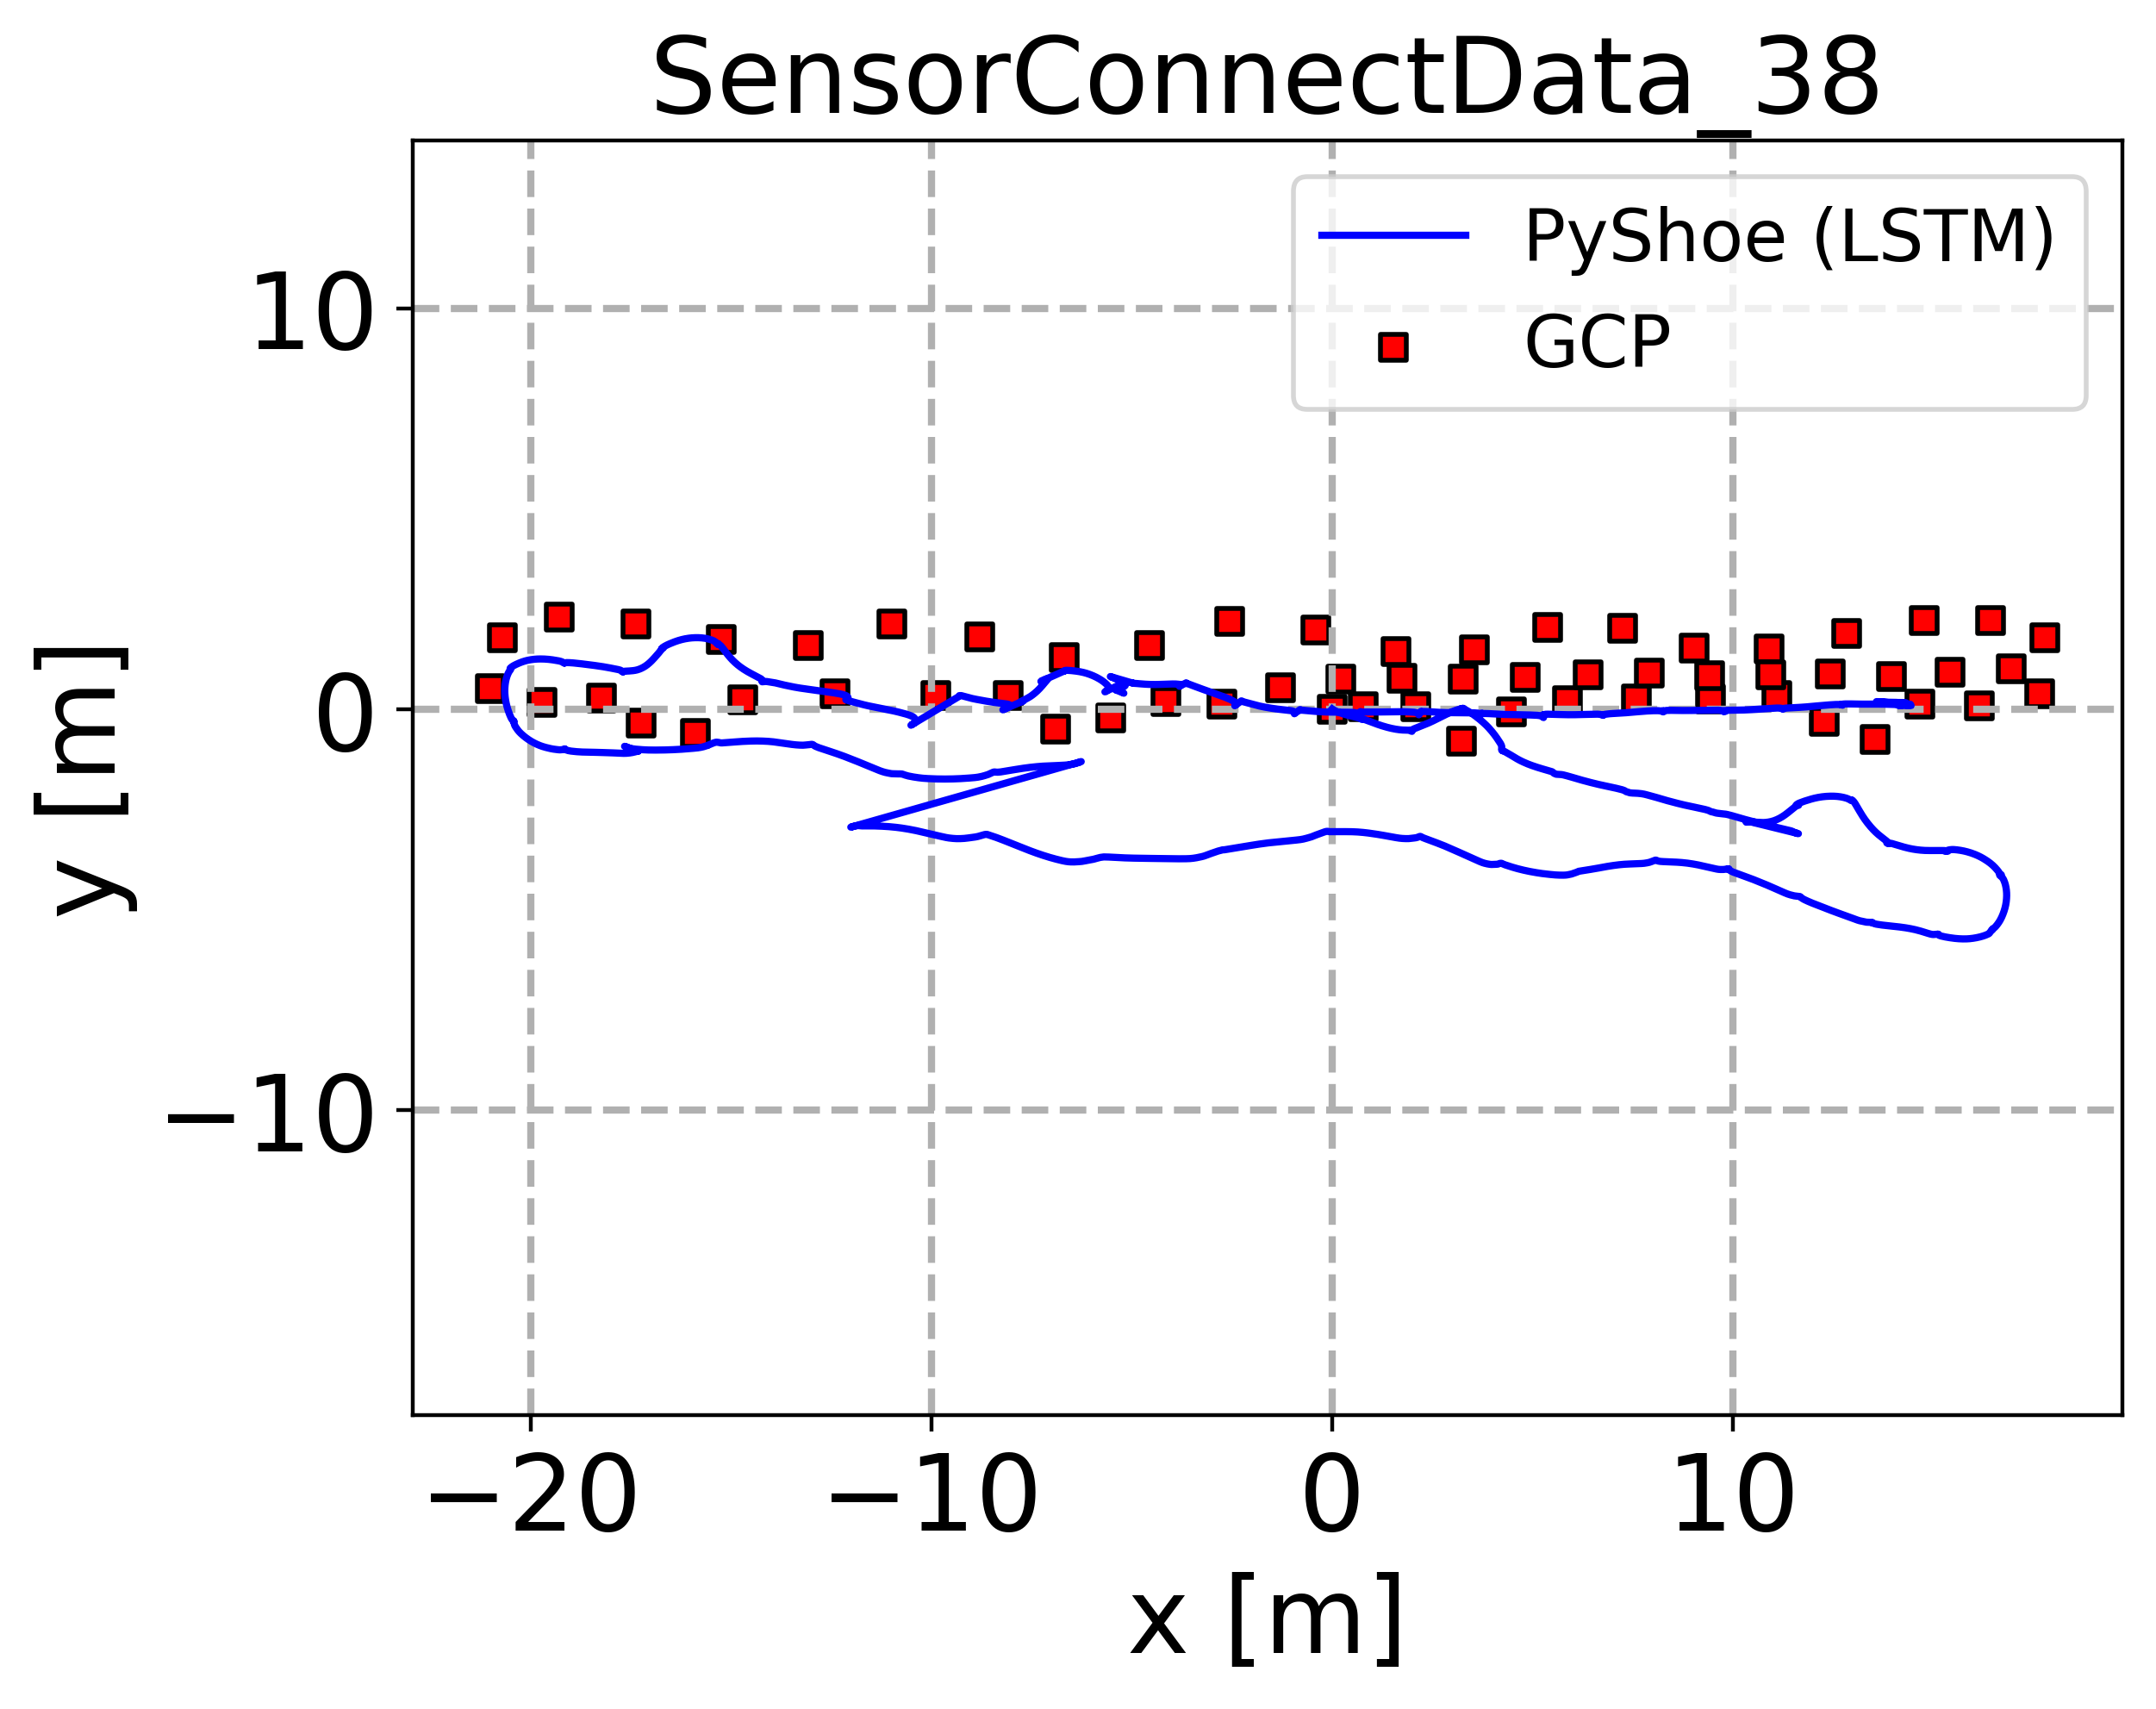 SensorConnectData_38
PyShoe (LSTM)
GCP
10
0
−10
y [m]
−20 −10 0 10
x [m]